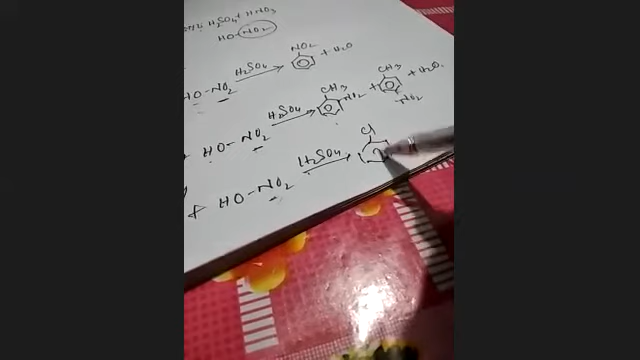 H₂SO₄ + HNO₃
HO-NO₂
HO-NO₂ H₂SO₄ NO₂ + H₂O
+ HO-NO₂ H₂SO₄ CH₃ NO₂ + CH₃ NO₂ + H₂O
+ HO-NO₂ H₂SO₄ Cl